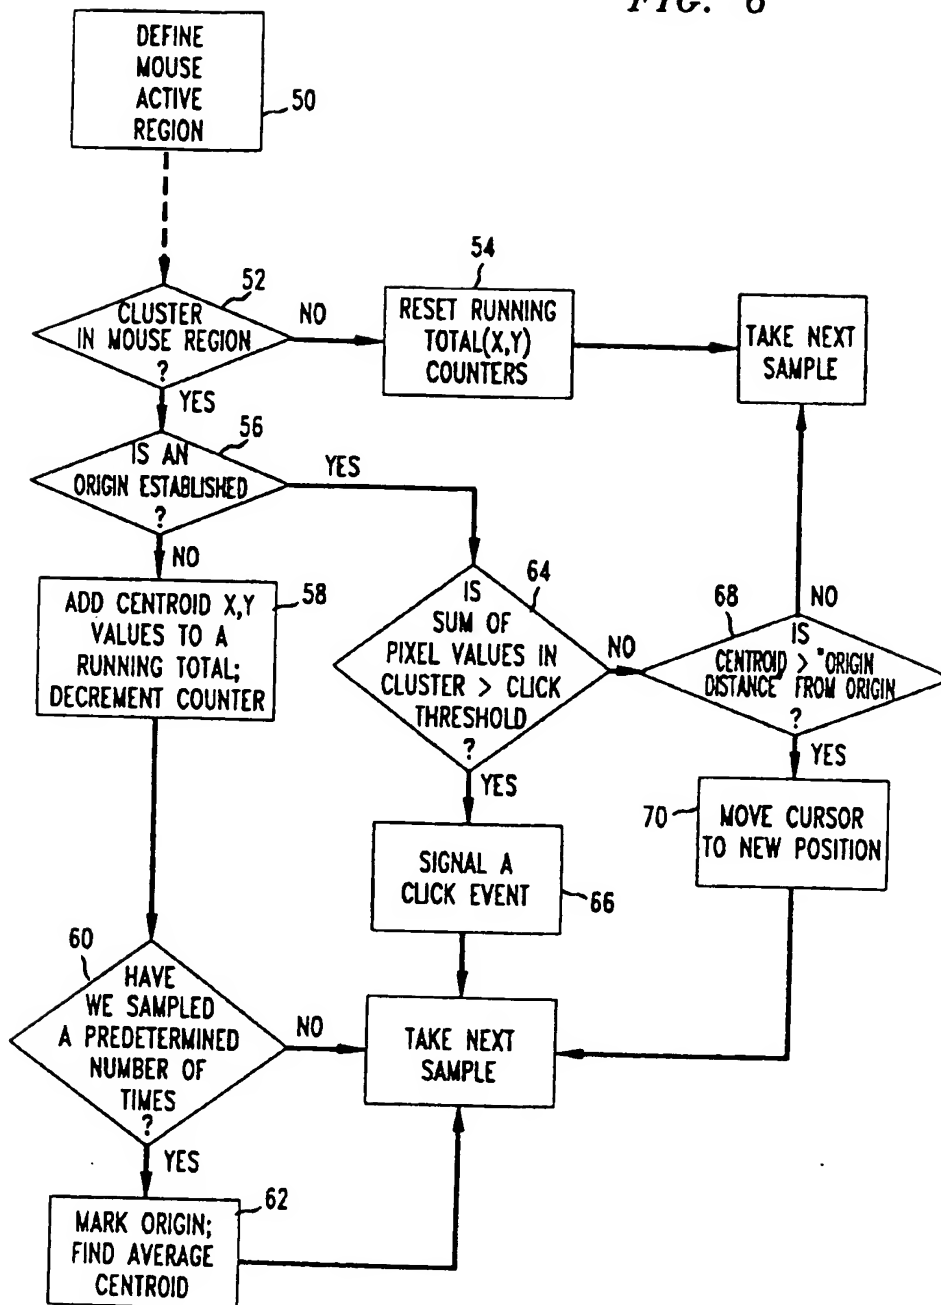 FIG. 6
DEFINE
MOUSE
ACTIVE
REGION
50
52
CLUSTER
IN MOUSE REGION
?
NO
YES
54
RESET RUNNING
TOTAL(X,Y)
COUNTERS
TAKE NEXT
SAMPLE
56
IS AN
ORIGIN ESTABLISHED
?
YES
NO
58
ADD CENTROID X,Y
VALUES TO A
RUNNING TOTAL;
DECREMENT COUNTER
64
IS
SUM OF
PIXEL VALUES IN
CLUSTER > CLICK
THRESHOLD
?
NO
YES
68
NO
IS
CENTROID > "ORIGIN
DISTANCE" FROM ORIGIN
?
YES
70
MOVE CURSOR
TO NEW POSITION
SIGNAL A
CLICK EVENT
66
60
HAVE
WE SAMPLED
A PREDETERMINED
NUMBER OF
TIMES
?
NO
YES
TAKE NEXT
SAMPLE
62
MARK ORIGIN;
FIND AVERAGE
CENTROID